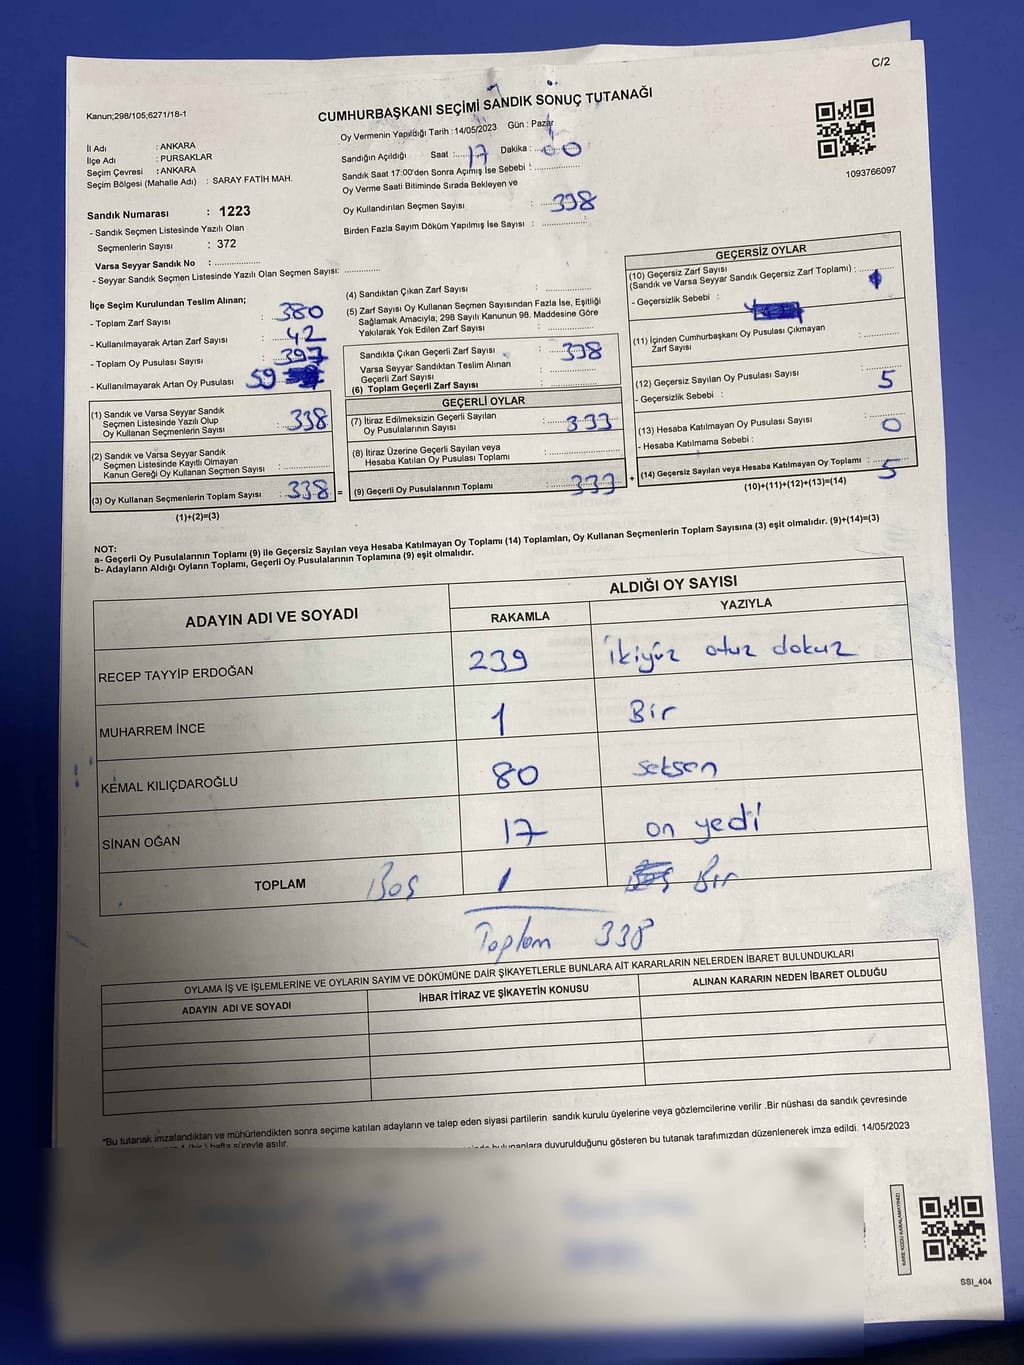 C/2
Kanun;298/105;6271/18-1
CUMHURBAŞKANI SEÇİMİ SANDIK SONUÇ TUTANAĞI
Oy Vermenin Yapıldığı Tarih : 14/05/2023 Gün : Pazar
İl Adı : ANKARA
İlçe Adı : PURSAKLAR
Seçim Çevresi : ANKARA
Seçim Bölgesi (Mahalle Adı) : SARAY FATİH MAH.
Sandığın Açıldığı Saat : 17 Dakika : 00
Sandık Saat 17:00'den Sonra Açımış İse Sebebi :
Oy Verme Saati Bitiminde Sırada Bekleyen ve
Oy Kullandırılan Seçmen Sayısı : 338
Birden Fazla Sayım Döküm Yapılmış İse Sayısı :
1093766097
Sandık Numarası : 1223
- Sandık Seçmen Listesinde Yazılı Olan
Seçmenlerin Sayısı : 372
Varsa Seyyar Sandık No :
- Seyyar Sandık Seçmen Listesinde Yazılı Olan Seçmen Sayısı:
İlçe Seçim Kurulundan Teslim Alınan;
- Toplam Zarf Sayısı : 380
- Kullanılmayarak Artan Zarf Sayısı : 42
- Toplam Oy Pusulası Sayısı : 397
- Kullanılmayarak Artan Oy Pusulası 59
(1) Sandık ve Varsa Seyyar Sandık
Seçmen Listesinde Yazılı Olup
Oy Kullanan Seçmenlerin Sayısı : 338
(2) Sandık ve Varsa Seyyar Sandık
Seçmen Listesinde Kayıtlı Olmayan
Kanun Gereği Oy Kullanan Seçmen Sayısı :
(3) Oy Kullanan Seçmenlerin Toplam Sayısı : 338 =
(1)+(2)=(3)
(4) Sandıktan Çıkan Zarf Sayısı :
(5) Zarf Sayısı Oy Kullanan Seçmen Sayısından Fazla İse, Eşitliği
Sağlamak Amacıyla; 298 Sayılı Kanunun 98. Maddesine Göre
Yakılarak Yok Edilen Zarf Sayısı :
Sandıkta Çıkan Geçerli Zarf Sayısı : 338
Varsa Seyyar Sandıktan Teslim Alınan
Geçerli Zarf Sayısı :
(6) Toplam Geçerli Zarf Sayısı :
GEÇERLİ OYLAR
(7) İtiraz Edilmeksizin Geçerli Sayılan
Oy Pusulalarının Sayısı : 333
(8) İtiraz Üzerine Geçerli Sayılan veya
Hesaba Katılan Oy Pusulası Toplamı :
(9) Geçerli Oy Pusulalarının Toplamı : 333 +
GEÇERSİZ OYLAR
(10) Geçersiz Zarf Sayısı
(Sandık ve Varsa Seyyar Sandık Geçersiz Zarf Toplamı) :
- Geçersizlik Sebebi :
(11) İçinden Cumhurbaşkanı Oy Pusulası Çıkmayan
Zarf Sayısı :
(12) Geçersiz Sayılan Oy Pusulası Sayısı : 5
- Geçersizlik Sebebi :
(13) Hesaba Katılmayan Oy Pusulası Sayısı : 0
- Hesaba Katılmama Sebebi :
(14) Geçersiz Sayılan veya Hesaba Katılmayan Oy Toplamı : 5
(10)+(11)+(12)+(13)=(14)
NOT:
a- Geçerli Oy Pusulalarının Toplamı (9) ile Geçersiz Sayılan veya Hesaba Katılmayan Oy Toplamı (14) Toplamları, Oy Kullanan Seçmenlerin Toplam Sayısına (3) eşit olmalıdır. (9)+(14)=(3)
b- Adayların Aldığı Oyların Toplamı, Geçerli Oy Pusulalarının Toplamına (9) eşit olmalıdır.
ADAYIN ADI VE SOYADI
ALDIĞI OY SAYISI
RAKAMLA YAZIYLA
RECEP TAYYİP ERDOĞAN 239 ikiyüz otuz dokuz
MUHARREM İNCE 1 Bir
KEMAL KILIÇDAROĞLU 80 seksen
SİNAN OĞAN 17 on yedi
TOPLAM Boş 1 Bir
Toplam 338
OYLAMA İŞ VE İŞLEMLERİNE VE OYLARIN SAYIM VE DÖKÜMÜNE DAİR ŞİKAYETLERLE BUNLARA AİT KARARLARIN NELERDEN İBARET BULUNDUKLARI
ADAYIN ADI VE SOYADI İHBAR İTİRAZ VE ŞİKAYETİN KONUSU ALINAN KARARIN NEDEN İBARET OLDUĞU
*Bu tutanak imzalandıktan ve mühürlendikten sonra seçime katılan adayların ve talep eden siyasi partilerin sandık kurulu üyelerine veya gözlemcilerine verilir .Bir nüshası da sandık çevresinde
hafta süreyle asılır.
bulunanlara duyurulduğunu gösteren bu tutanak tarafımızdan düzenlenerek imza edildi. 14/05/2023
KARE KODU KARALAMAYINIZ!
SSI_404